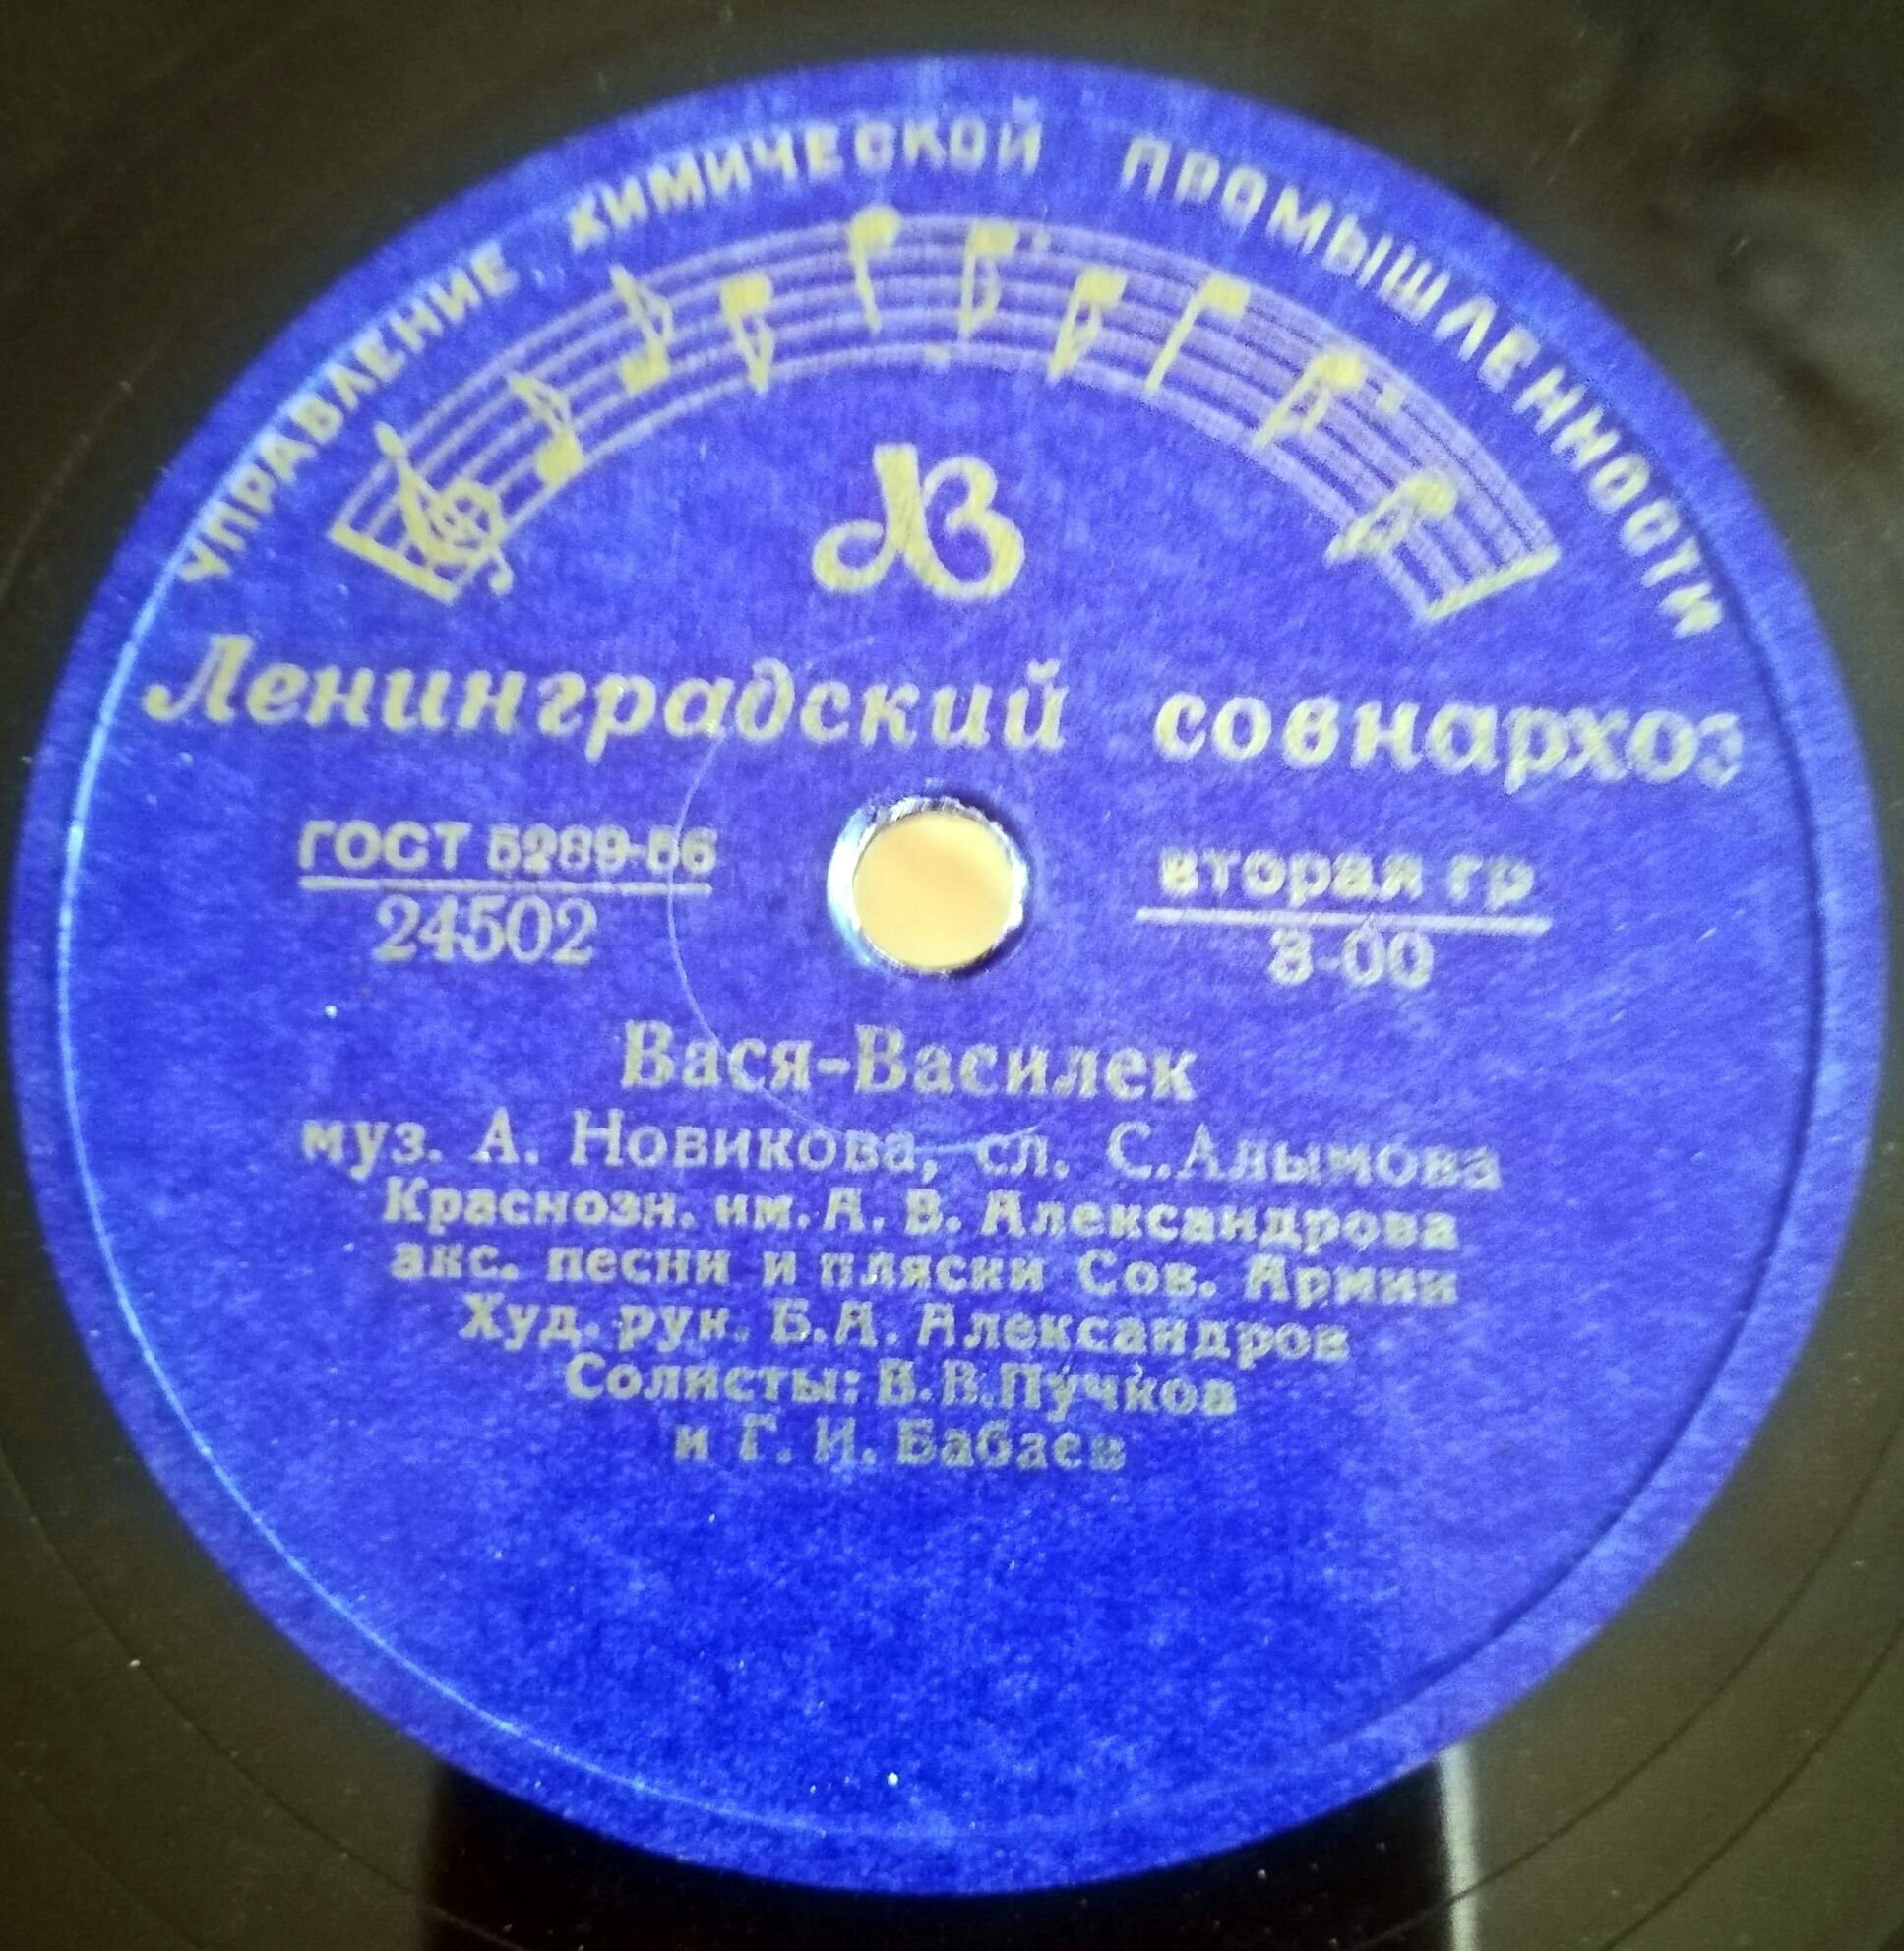 УПРАВЛЕНИЕ ХИМИЧЕСКОЙ ПРОМЫШЛЕННОСТИ
ЛВ
Ленинградский совнархоз
ГОСТ 5289-56
24502
вторая гр
3-00
Вася-Василек
муз. А. Новикова, сл. С.Алымова
Краснозн. им. А. В. Александрова
анс. песни и пляски Сов. Армии
Худ. рук. Б.А. Александров
Солисты: В.В.Пучков
и Г. И. Бабаев